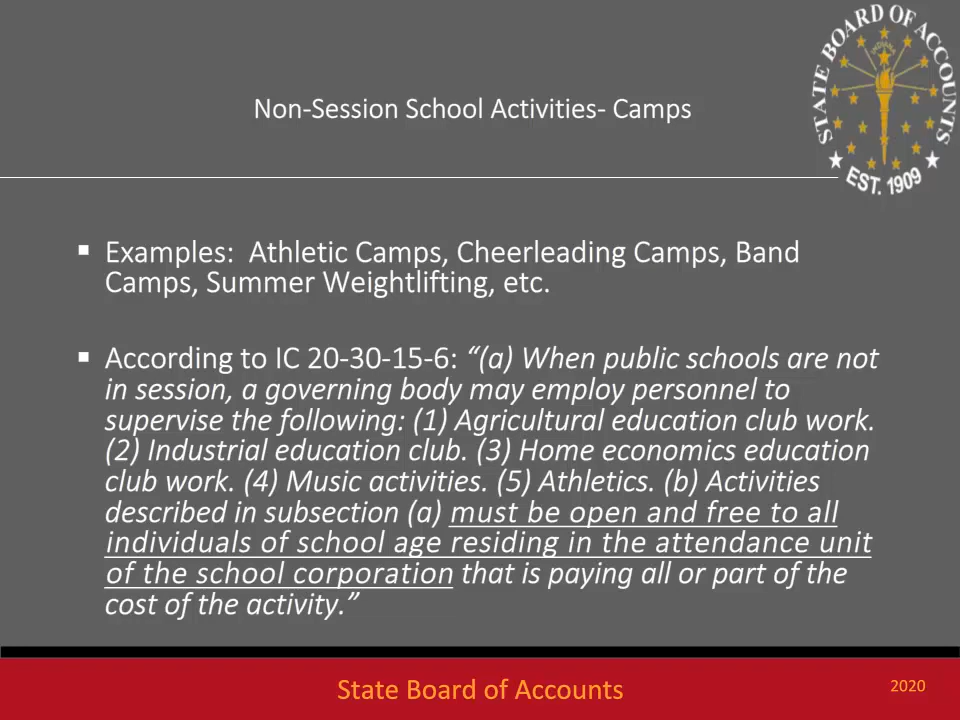 STATE BOARD OF ACCOUNTS
INDIANA
EST. 1909
Non-Session School Activities- Camps
▪ Examples:  Athletic Camps, Cheerleading Camps, Band
Camps, Summer Weightlifting, etc.
▪ According to IC 20-30-15-6: “(a) When public schools are not
in session, a governing body may employ personnel to
supervise the following: (1) Agricultural education club work.
(2) Industrial education club. (3) Home economics education
club work. (4) Music activities. (5) Athletics. (b) Activities
described in subsection (a) must be open and free to all
individuals of school age residing in the attendance unit
of the school corporation that is paying all or part of the
cost of the activity.”
State Board of Accounts
2020